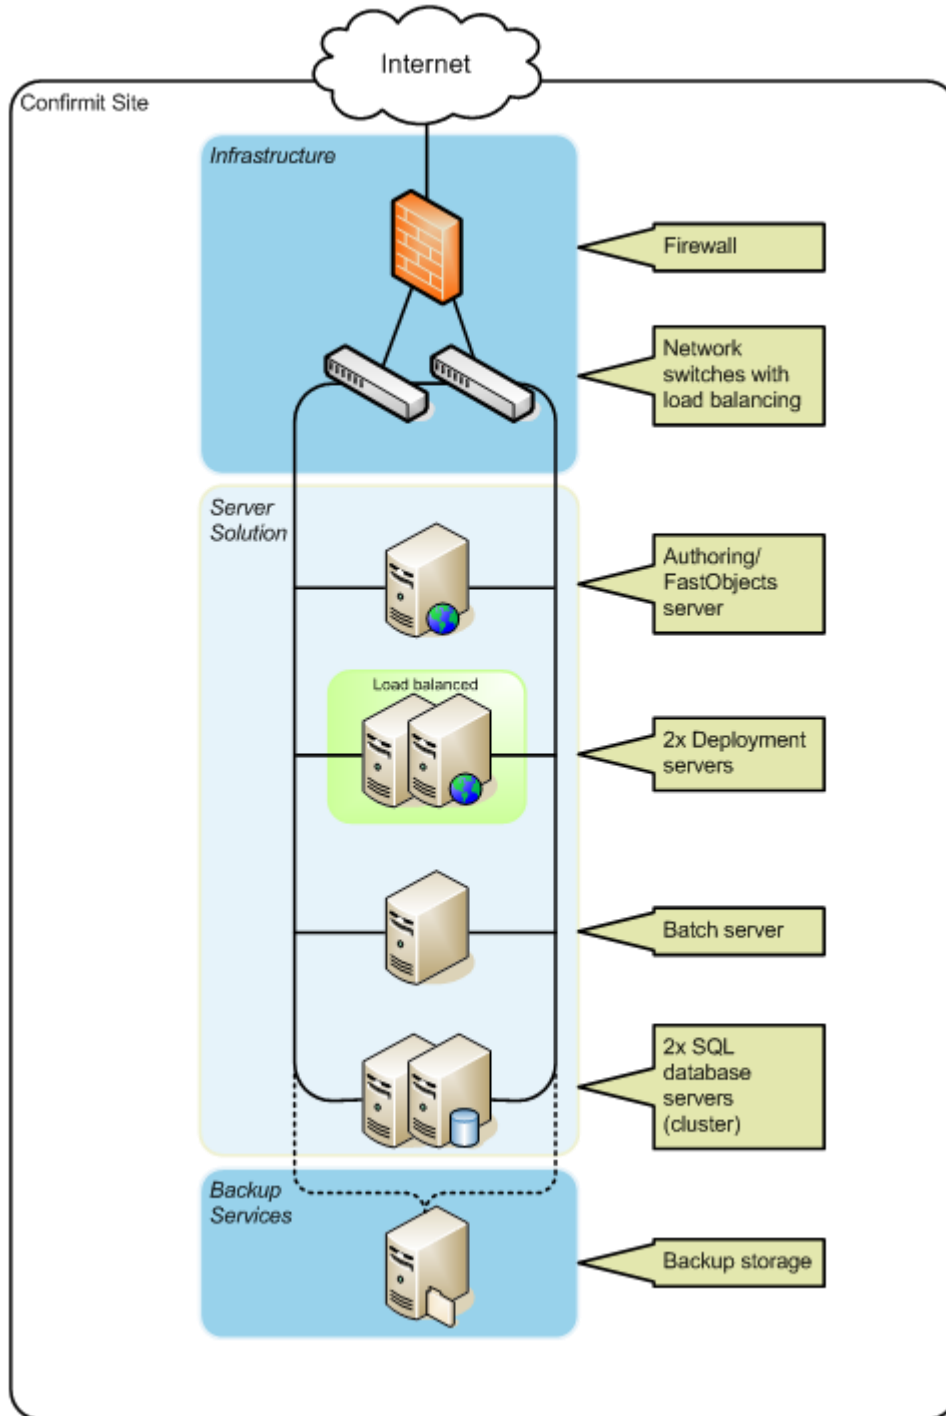 Internet
Confirmit Site
Infrastructure
Firewall
Network
switches with
load balancing
Server
Solution
Authoring/
FastObjects
server
Load balanced
2x Deployment
servers
Batch server
2x SQL
database
servers
(cluster)
Backup
Services
Backup storage